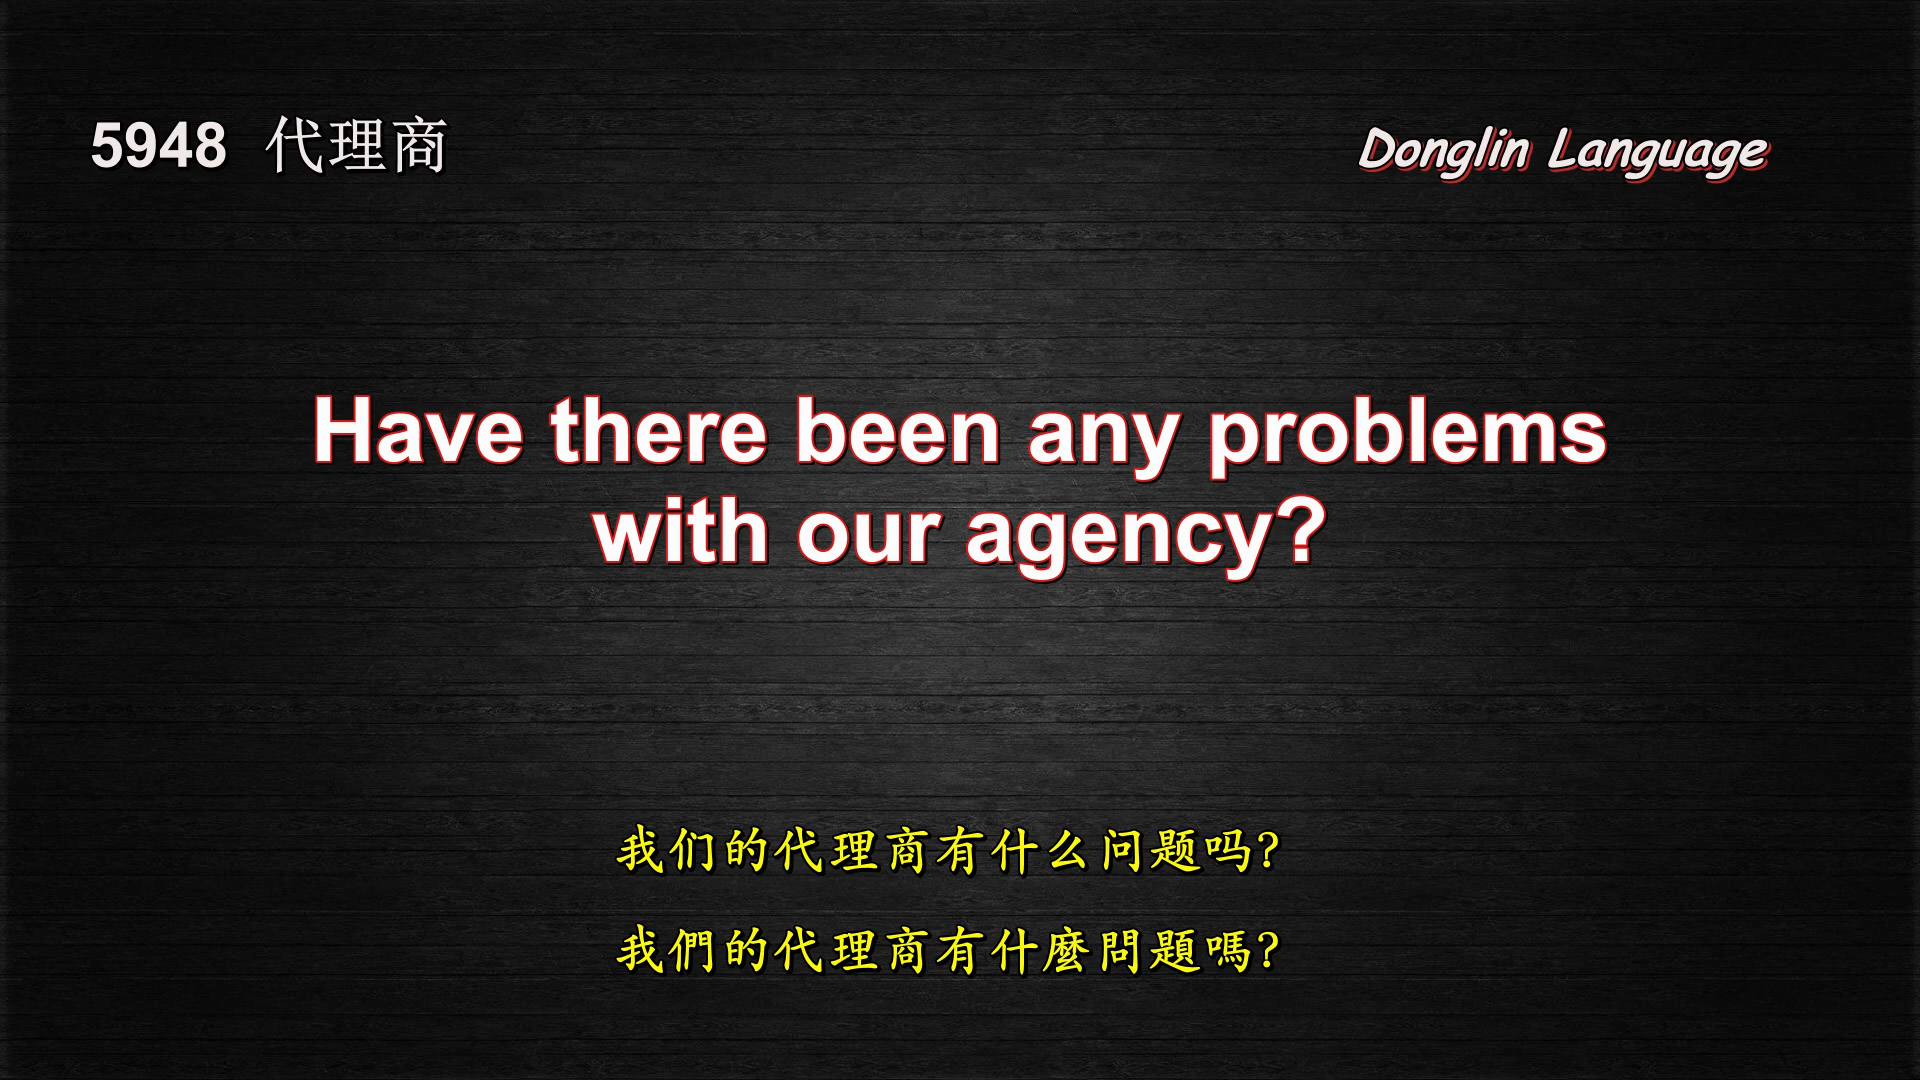 5948 代理商
Donglin Language
Have there been any problems
with our agency?
我们的代理商有什么问题吗?
我們的代理商有什麼問題嗎?